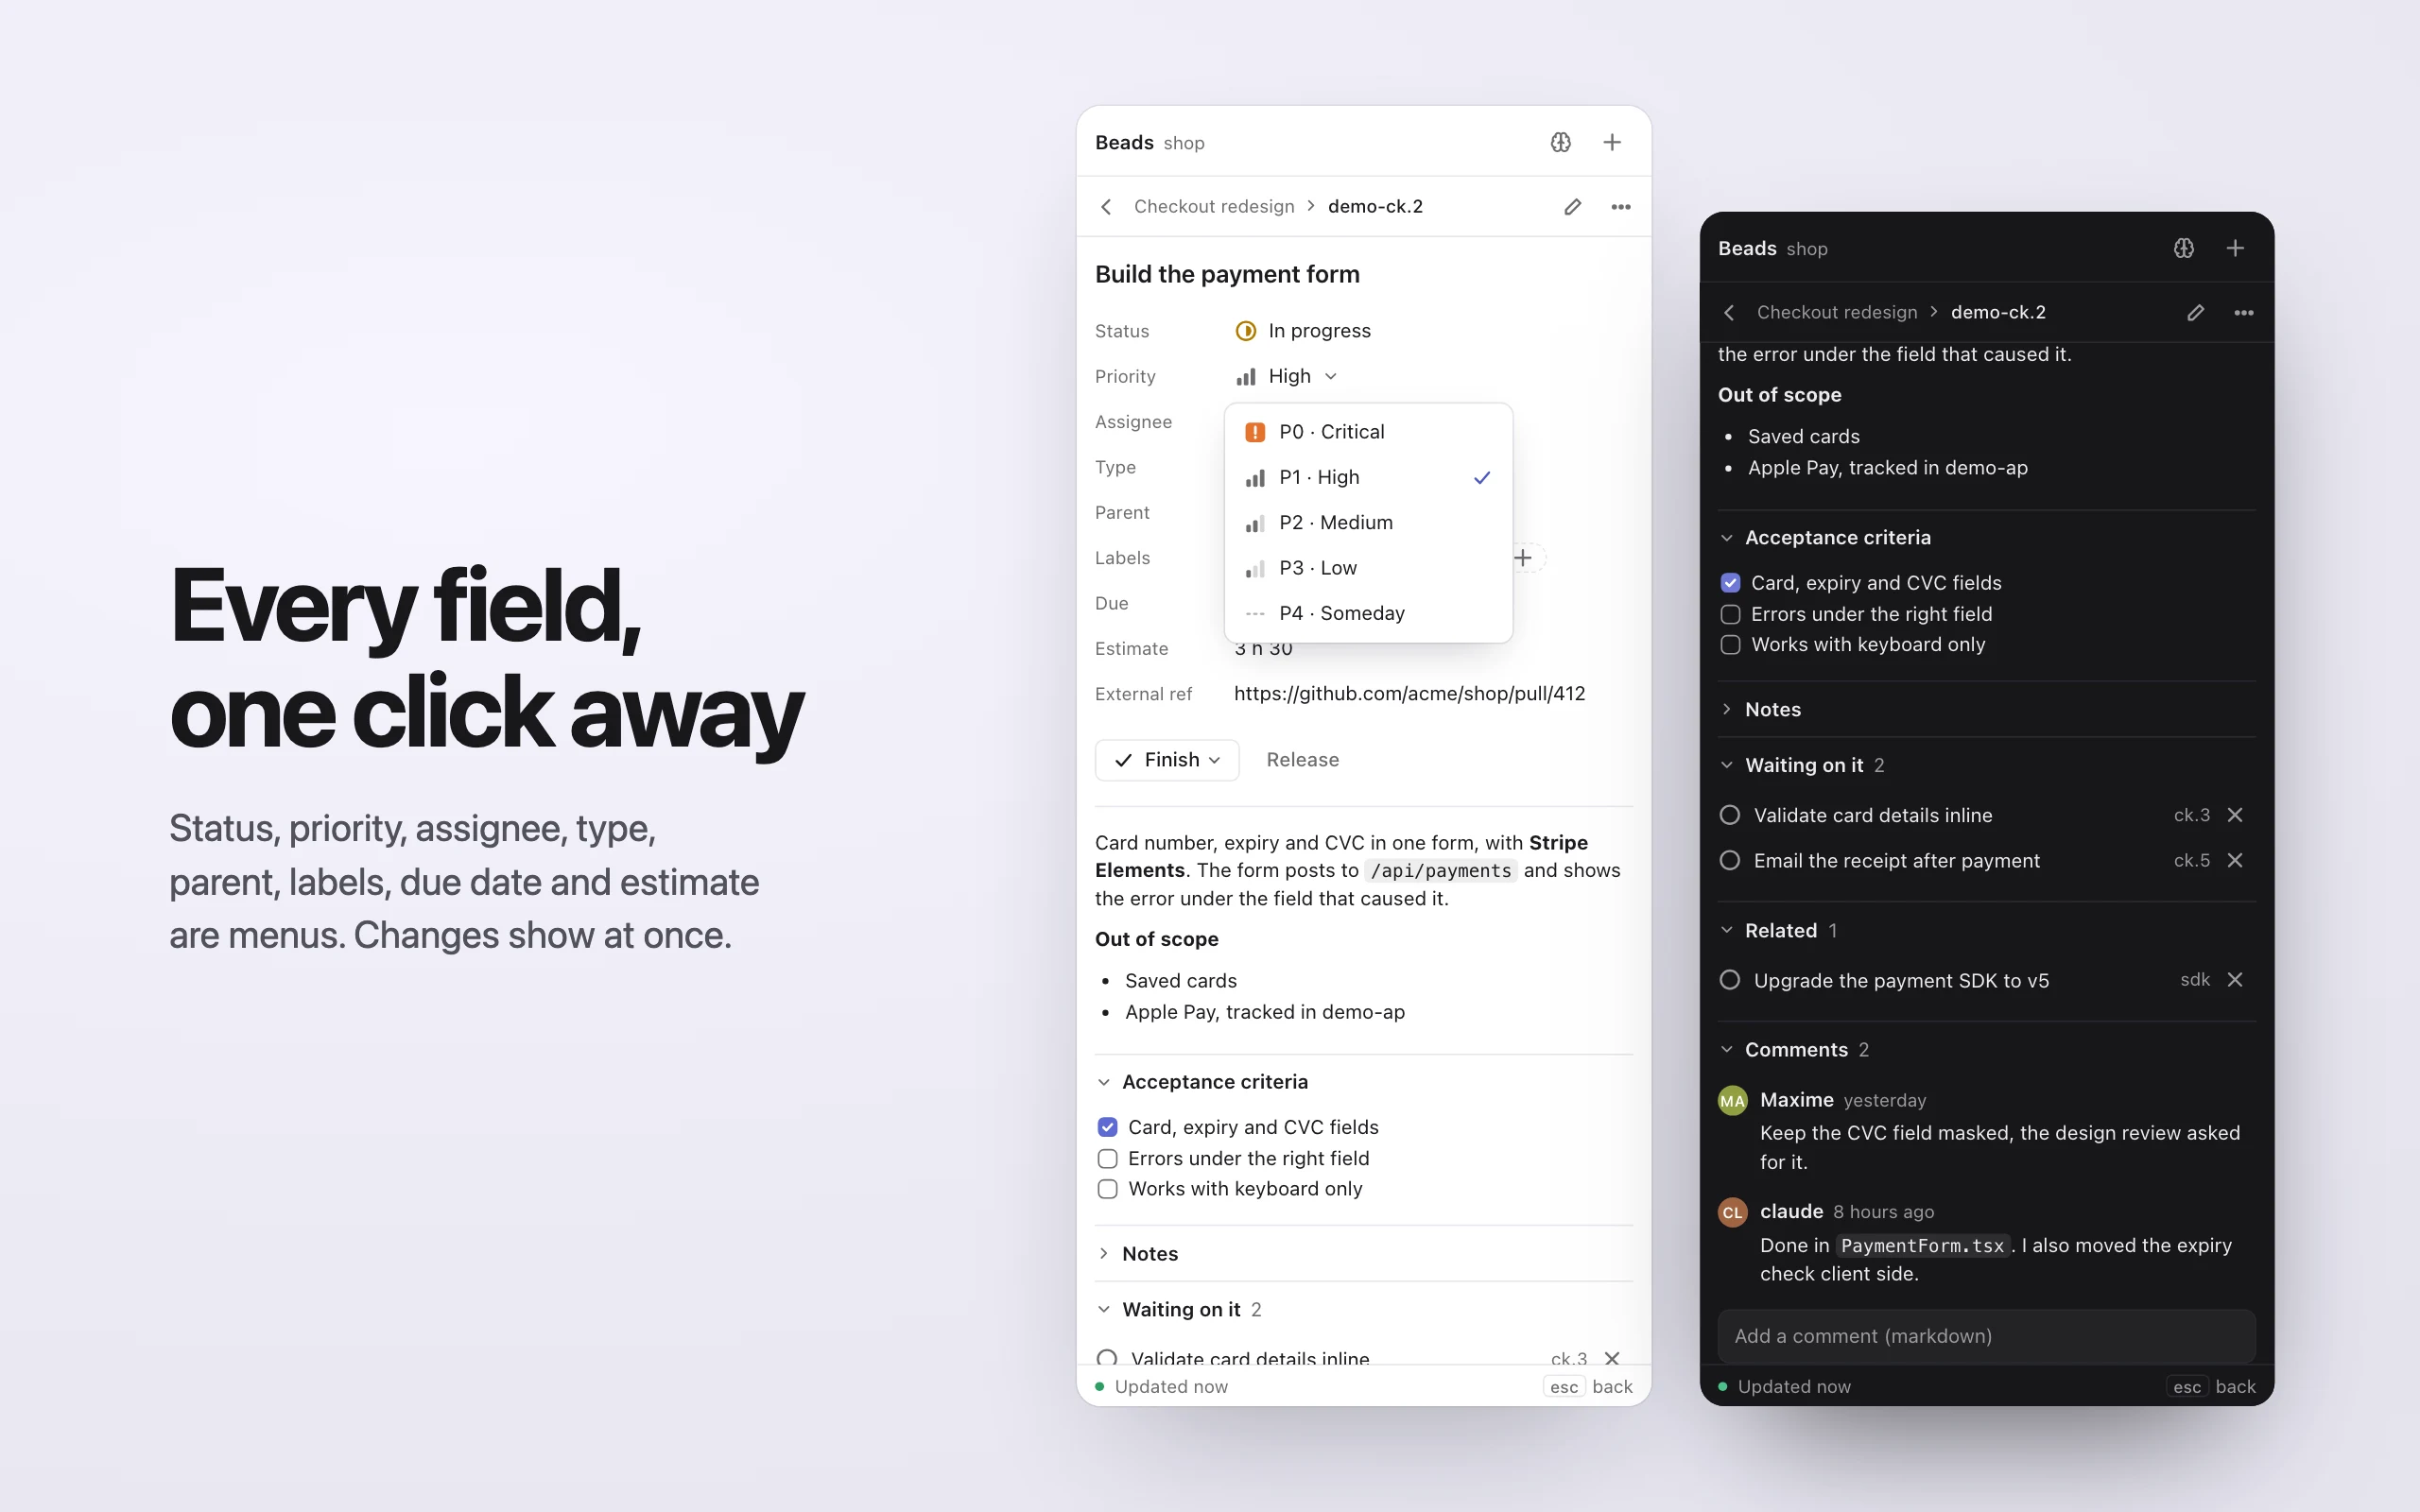 Every field,
one click away
Status, priority, assignee, type,
parent, labels, due date and estimate
are menus. Changes show at once.
Beads shop
Checkout redesign > demo-ck.2
Build the payment form
Status In progress
Priority High
Assignee
Type
Parent
Labels
Due
Estimate 3 h 30
External ref https://github.com/acme/shop/pull/412
P0 · Critical
P1 · High
P2 · Medium
P3 · Low
P4 · Someday
Finish Release
Card number, expiry and CVC in one form, with Stripe
Elements. The form posts to /api/payments and shows
the error under the field that caused it.
Out of scope
• Saved cards
• Apple Pay, tracked in demo-ap
Acceptance criteria
Card, expiry and CVC fields
Errors under the right field
Works with keyboard only
Notes
Waiting on it 2
Validate card details inline ck.3
Updated now esc back
Beads shop
Checkout redesign > demo-ck.2
the error under the field that caused it.
Out of scope
• Saved cards
• Apple Pay, tracked in demo-ap
Acceptance criteria
Card, expiry and CVC fields
Errors under the right field
Works with keyboard only
Notes
Waiting on it 2
Validate card details inline ck.3
Email the receipt after payment ck.5
Related 1
Upgrade the payment SDK to v5 sdk
Comments 2
MA Maxime yesterday
Keep the CVC field masked, the design review asked
for it.
CL claude 8 hours ago
Done in PaymentForm.tsx. I also moved the expiry
check client side.
Add a comment (markdown)
Updated now esc back